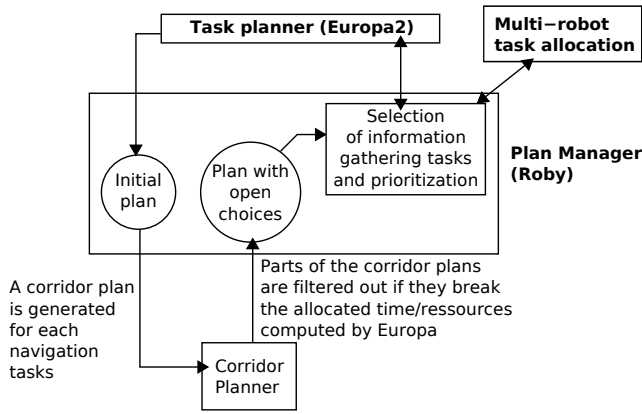 Task planner (Europa2)
Multi−robot
task allocation
Selection
of information
gathering tasks
and prioritization
Plan Manager
(Roby)
Initial
plan
Plan with
open
choices
A corridor plan
is generated
for each
navigation
tasks
Parts of the corridor plans
are filtered out if they break
the allocated time/ressources
computed by Europa
Corridor
Planner